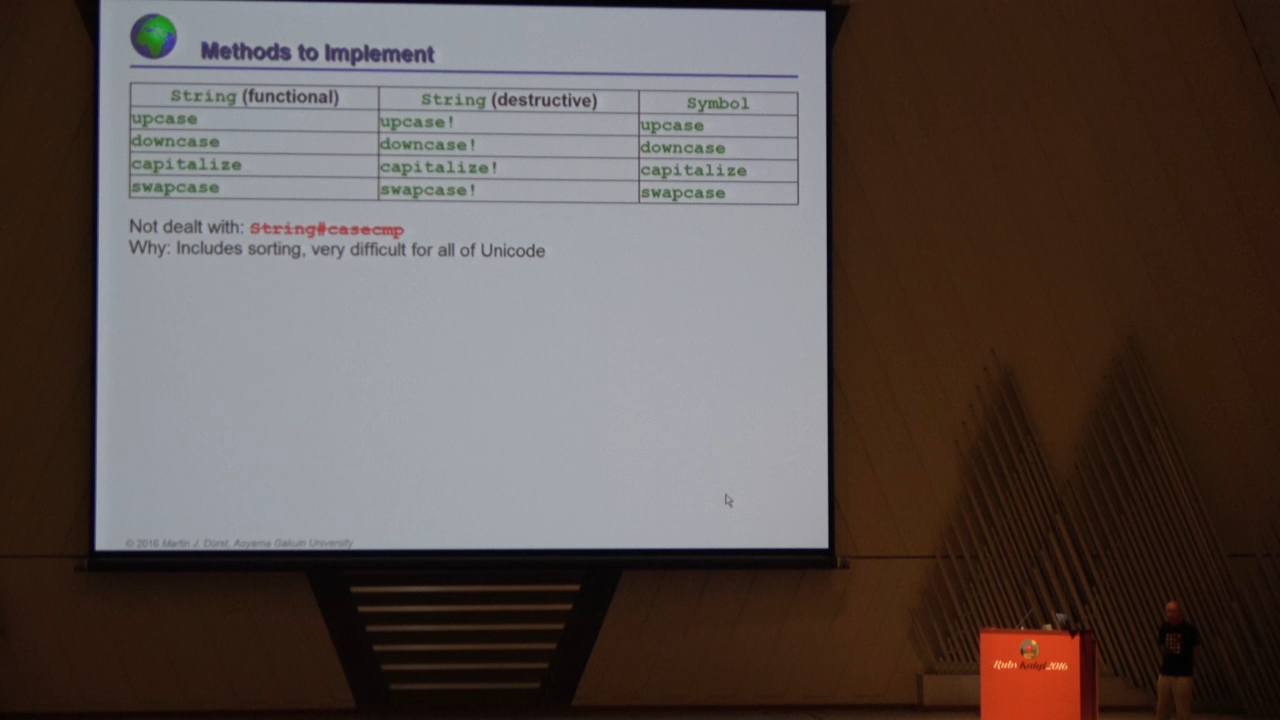 Methods to Implement
String (functional) String (destructive) Symbol
upcase upcase! upcase
downcase downcase! downcase
capitalize capitalize! capitalize
swapcase swapcase! swapcase
Not dealt with: String#casecmp
Why: Includes sorting, very difficult for all of Unicode
© 2016 Martin J. Dürst, Aoyama Gakuin University
Ruby Kaigi 2016